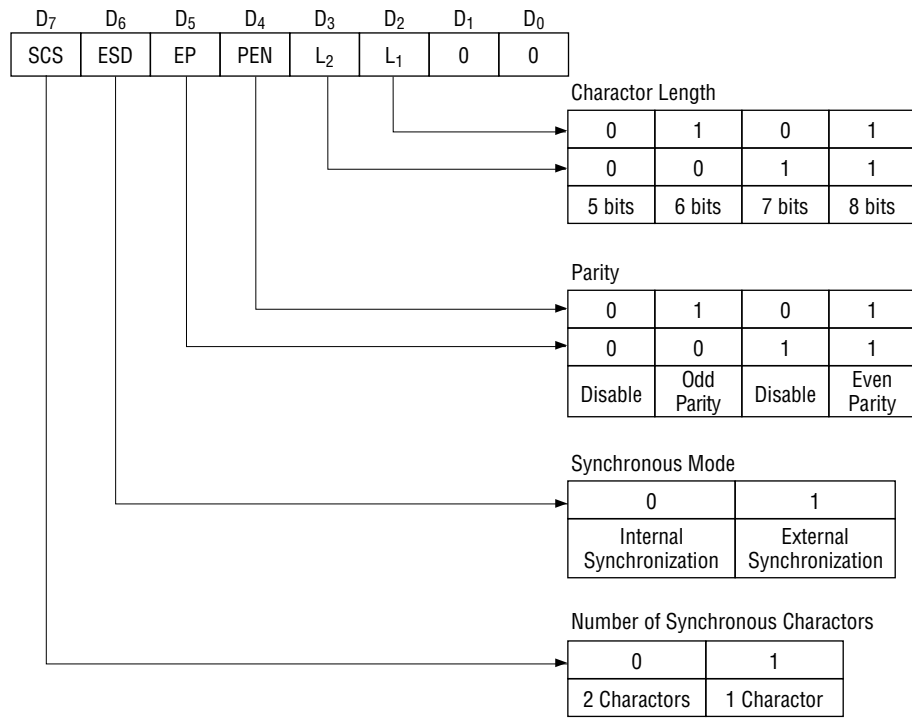 D₇ D₆ D₅ D₄ D₃ D₂ D₁ D₀
SCS ESD EP PEN L₂ L₁ 0 0
Charactor Length
0 1 0 1
0 0 1 1
5 bits 6 bits 7 bits 8 bits
Parity
0 1 0 1
0 0 1 1
Disable Odd Parity Disable Even Parity
Synchronous Mode
0 1
Internal Synchronization External Synchronization
Number of Synchronous Charactors
0 1
2 Charactors 1 Charactor